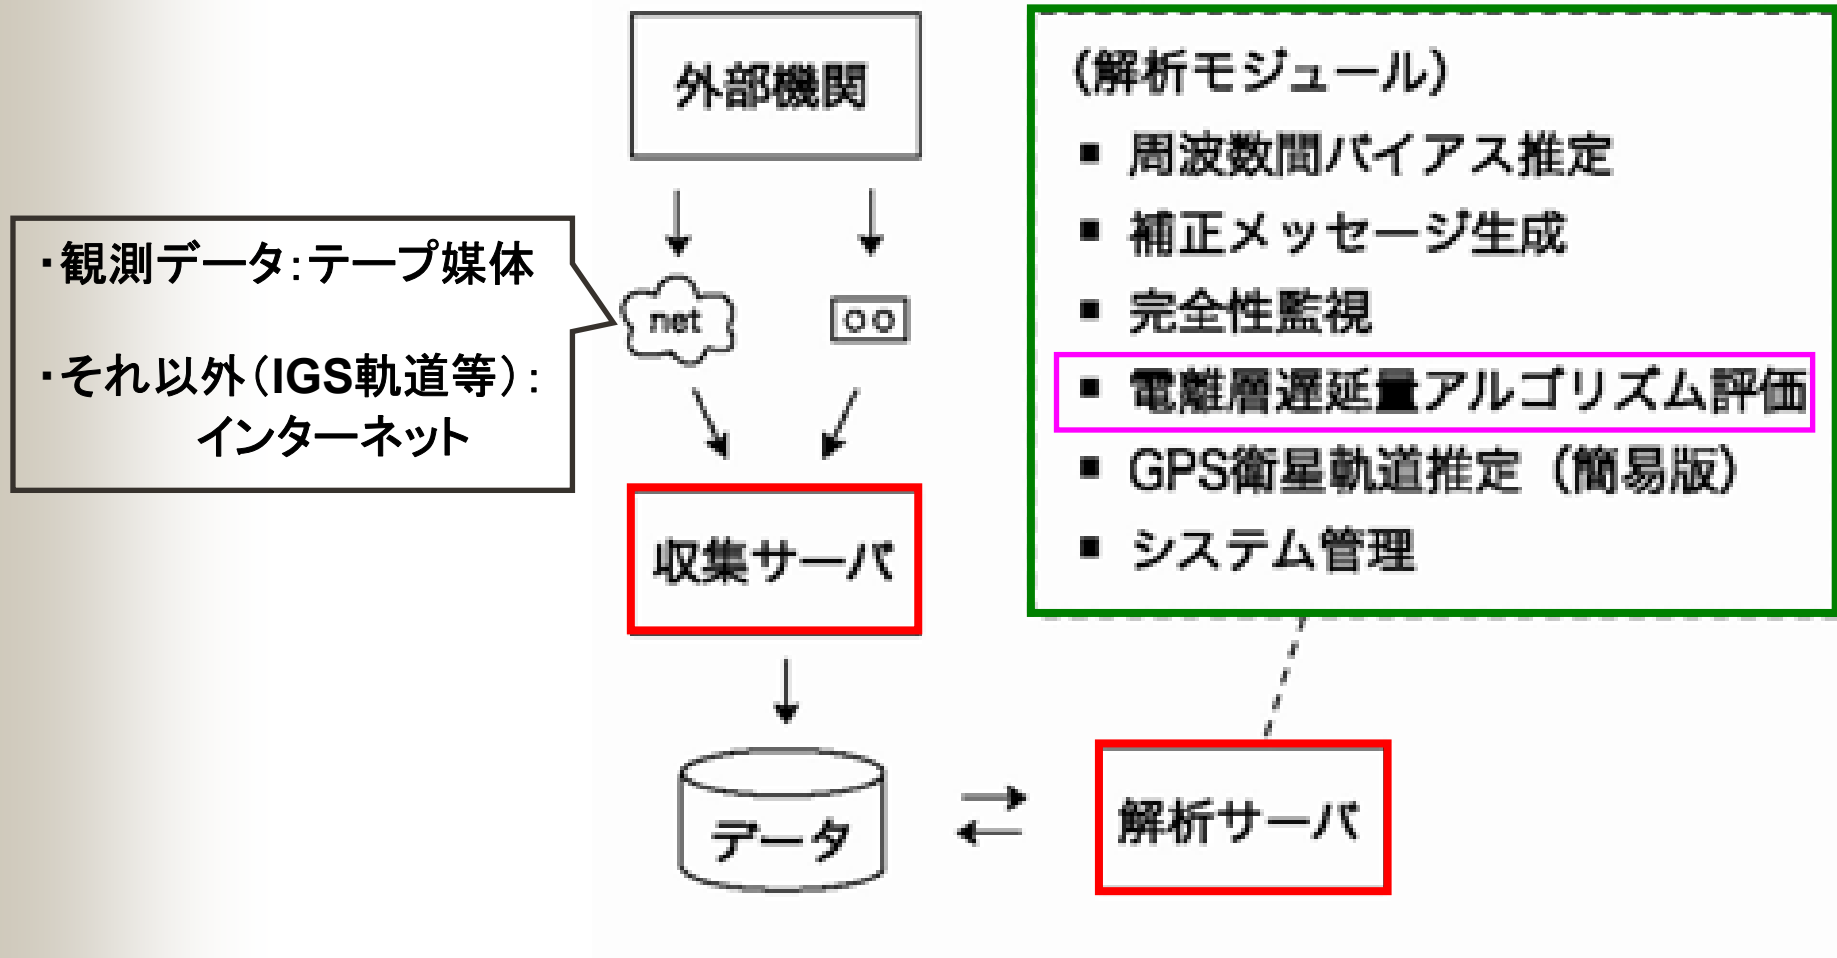 外部機関
・観測データ：テープ媒体
・それ以外（IGS軌道等）：
インターネット
net
収集サーバ
データ
解析サーバ
（解析モジュール）
■ 周波数間バイアス推定
■ 補正メッセージ生成
■ 完全性監視
■ 電離層遅延量アルゴリズム評価
■ GPS衛星軌道推定（簡易版）
■ システム管理